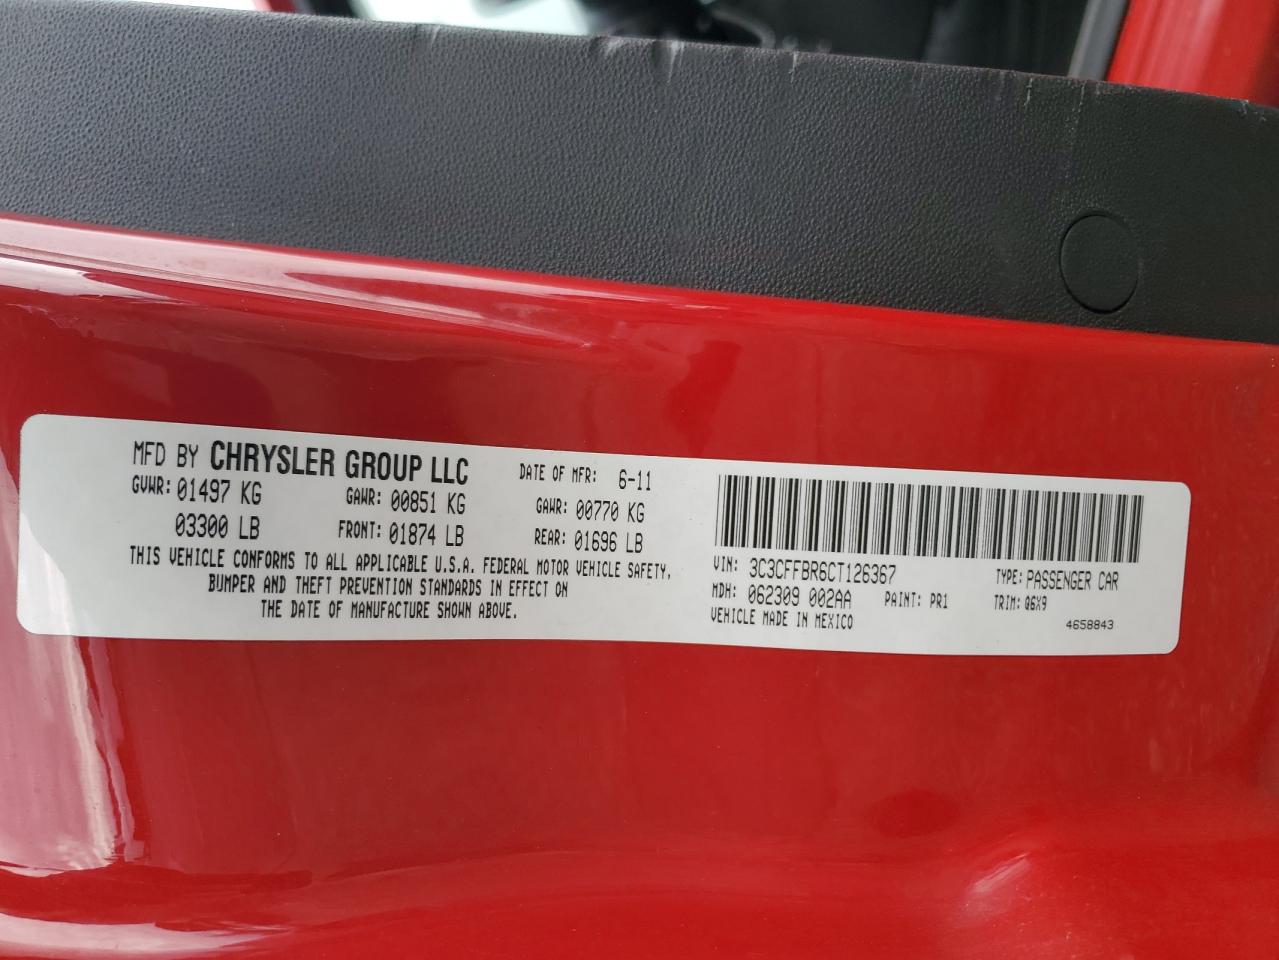 MFD BY CHRYSLER GROUP LLC DATE OF MFR: 6-11
GVWR: 01497 KG GAWR: 00851 KG GAWR: 00770 KG
03300 LB FRONT: 01874 LB REAR: 01696 LB
THIS VEHICLE CONFORMS TO ALL APPLICABLE U.S.A. FEDERAL MOTOR VEHICLE SAFETY,
BUMPER AND THEFT PREVENTION STANDARDS IN EFFECT ON
THE DATE OF MANUFACTURE SHOWN ABOVE.
VIN: 3C3CFFBR6CT126367 TYPE: PASSENGER CAR
MDH: 062309 002AA PAINT: PR1 TRIM: Q6X9
VEHICLE MADE IN MEXICO 4658843